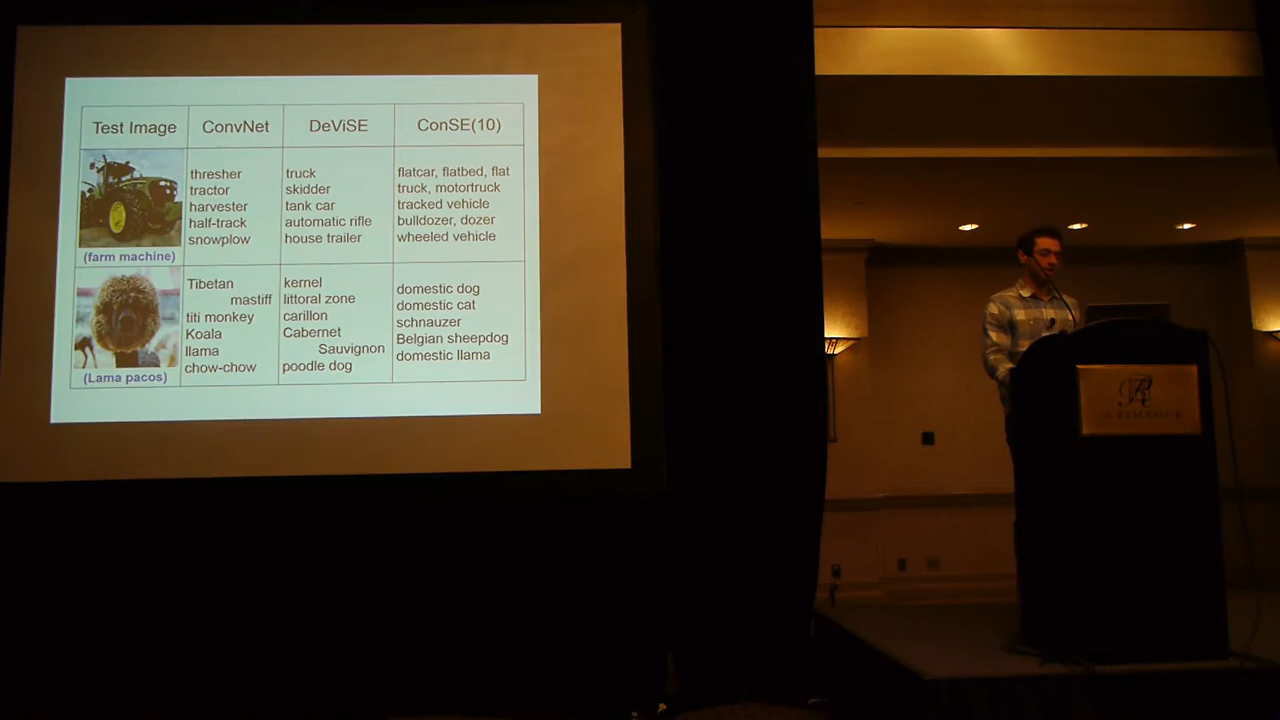 Test Image
ConvNet
DeViSE
ConSE(10)
(farm machine)
thresher
tractor
harvester
half-track
snowplow
truck
skidder
tank car
automatic rifle
house trailer
flatcar, flatbed, flat
truck, motortruck
tracked vehicle
bulldozer, dozer
wheeled vehicle
(Lama pacos)
Tibetan
mastiff
titi monkey
Koala
llama
chow-chow
kernel
littoral zone
carillon
Cabernet
Sauvignon
poodle dog
domestic dog
domestic cat
schnauzer
Belgian sheepdog
domestic llama